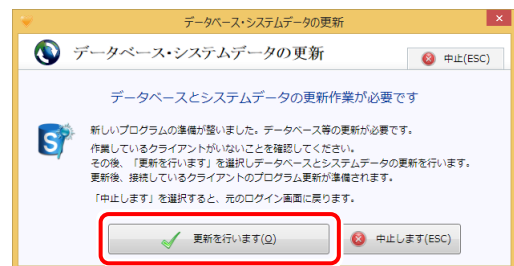 データベース・システムデータの更新
データベース・システムデータの更新
中止(ESC)
データベースとシステムデータの更新作業が必要です
新しいプログラムの準備が整いました。データベース等の更新が必要です。
作業しているクライアントがいないことを確認してください。
その後、「更新を行います」を選択しデータベースとシステムデータの更新を行います。
更新後、接続しているクライアントのプログラム更新が準備されます。
「中止します」を選択すると、元のログイン画面に戻ります。
更新を行います(O)
中止します(ESC)